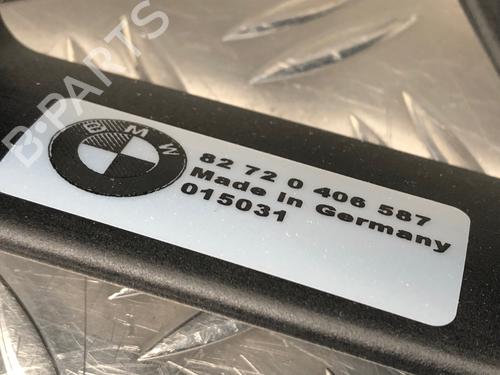 B-PARTS
BMW
82 72 0 406 587
Made in Germany
015031